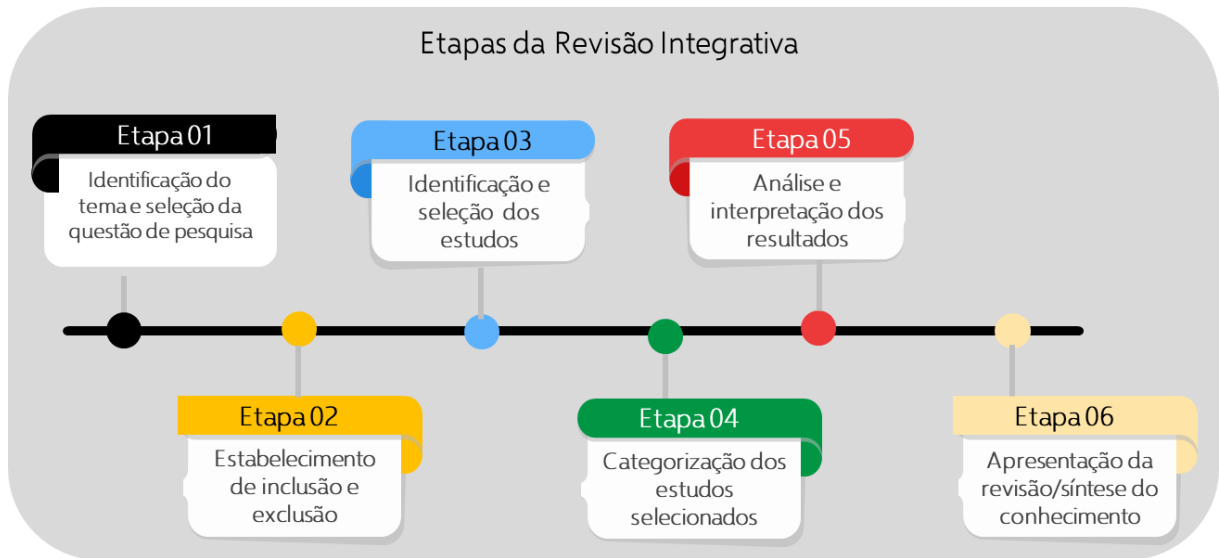 Etapas da Revisão Integrativa
Etapa 01
Identificação do
tema e seleção da
questão de pesquisa
Etapa 03
Identificação e
seleção dos
estudos
Etapa 05
Análise e
interpretação dos
resultados
Etapa 02
Estabelecimento
de inclusão e
exclusão
Etapa 04
Categorização dos
estudos
selecionados
Etapa 06
Apresentação da
revisão/síntese do
conhecimento